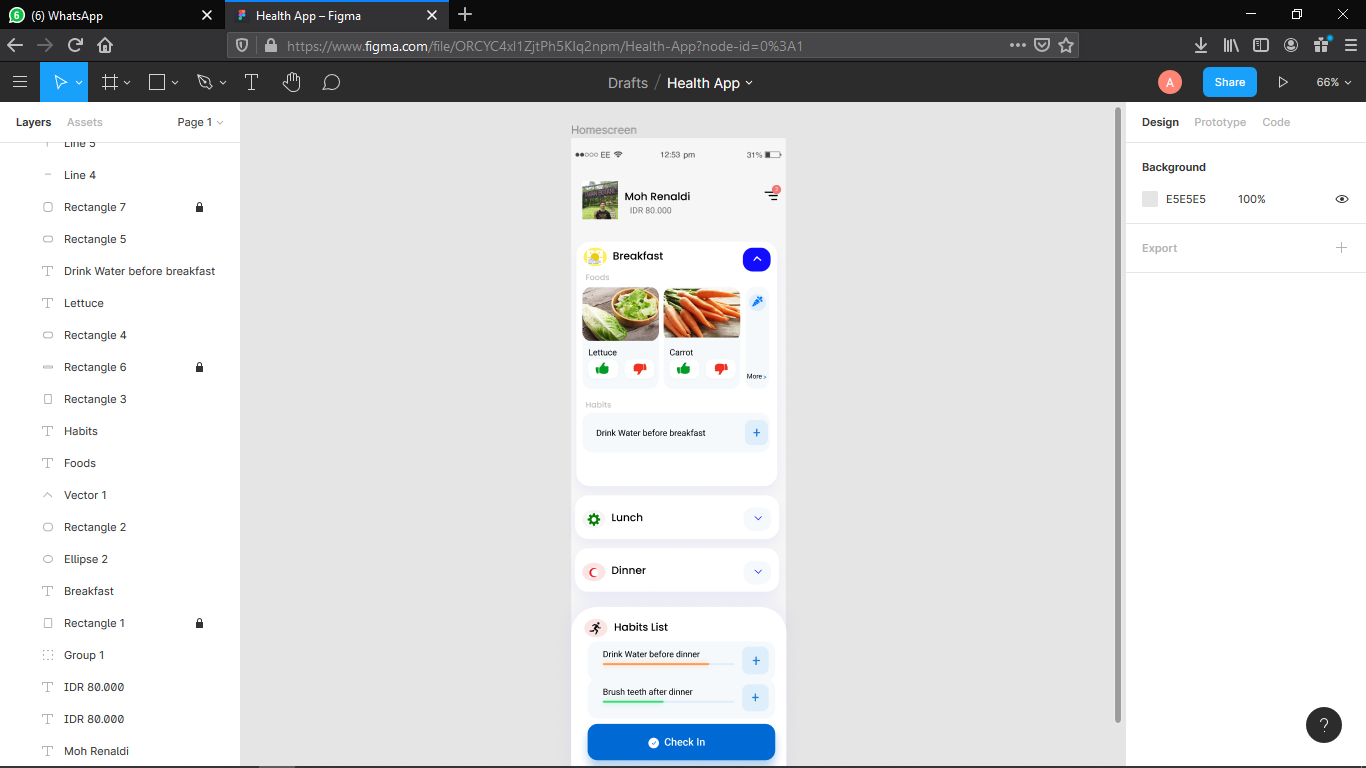 (6) WhatsApp
Health App – Figma
https://www.figma.com/file/ORCYC4xl1ZjtPh5KIq2npm/Health-App?node-id=0%3A1
Drafts / Health App
A
Share
66%
Layers
Assets
Page 1
Line 5
Line 4
Rectangle 7
Rectangle 5
Drink Water before breakfast
Lettuce
Rectangle 4
Rectangle 6
Rectangle 3
Habits
Foods
Vector 1
Rectangle 2
Ellipse 2
Breakfast
Rectangle 1
Group 1
IDR 80.000
IDR 80.000
Moh Renaldi
Homescreen
EE
12:53 pm
31%
Moh Renaldi
IDR 80.000
Breakfast
Foods
Lettuce
Carrot
More >
Habits
Drink Water before breakfast
Lunch
Dinner
Habits List
Drink Water before dinner
Brush teeth after dinner
Check In
Design
Prototype
Code
Background
E5E5E5
100%
Export
?